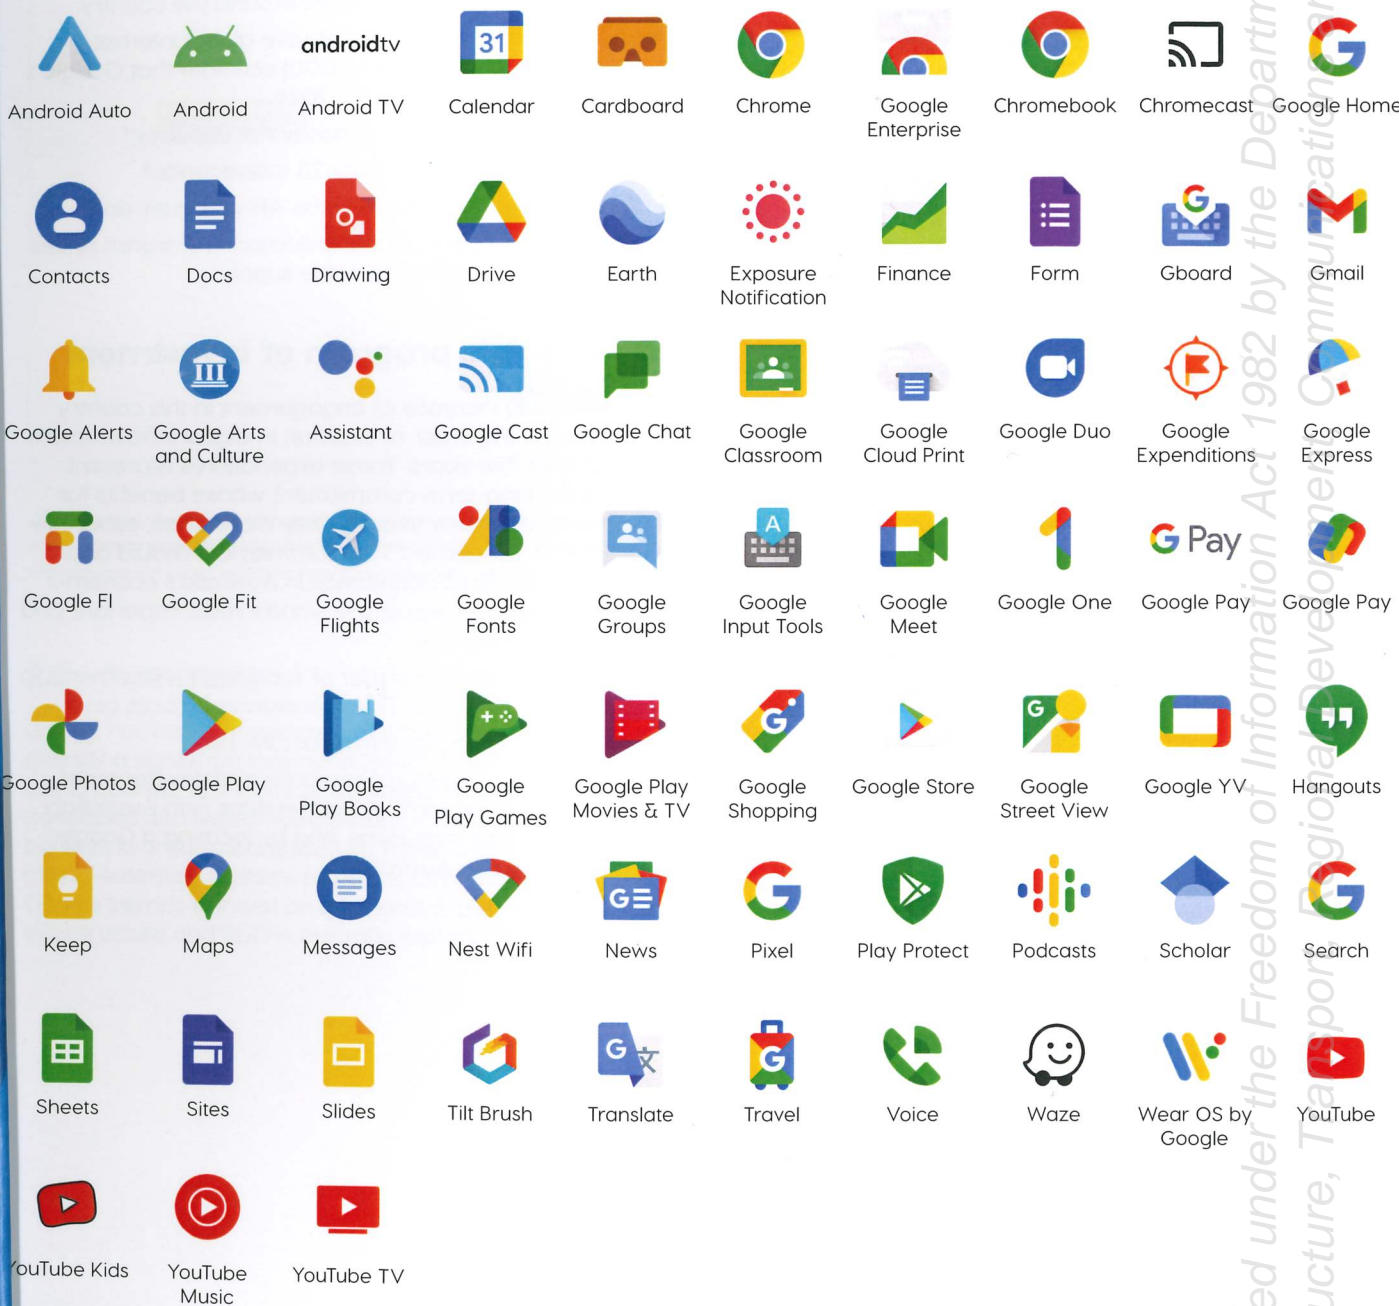 androidtv
31
Android Auto Android Android TV Calendar Cardboard Chrome Google Enterprise Chromebook Chromecast Google Home
Contacts Docs Drawing Drive Earth Exposure Notification Finance Form Gboard Gmail
Google Alerts Google Arts and Culture Assistant Google Cast Google Chat Google Classroom Google Cloud Print Google Duo Google Expenditions Google Express
A
G Pay
Google FI Google Fit Google Flights Google Fonts Google Groups Google Input Tools Google Meet Google One Google Pay Google Pay
G
G
Google Photos Google Play Google Play Books Google Play Games Google Play Movies & TV Google Shopping Google Store Google Street View Google YV Hangouts
GE
G
G
Keep Maps Messages Nest Wifi News Pixel Play Protect Podcasts Scholar Search
G 文
G
Sheets Sites Slides Tilt Brush Translate Travel Voice Waze Wear OS by Google YouTube
YouTube Kids YouTube Music YouTube TV
under the Freedom of Information Act 1982 by the
Transport, Regional Development, Communication